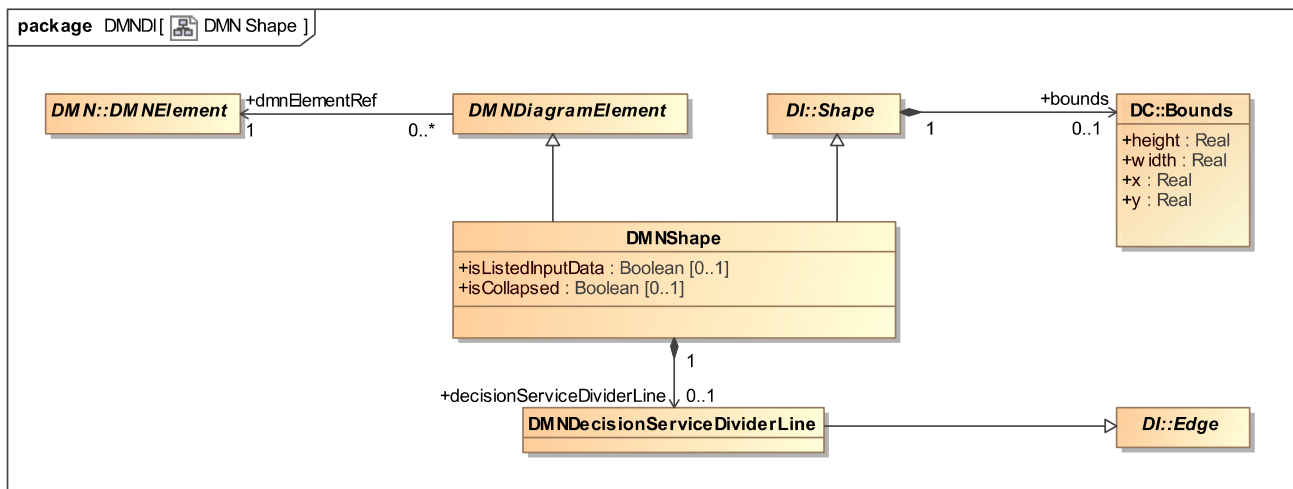 package DMNDI[ DMN Shape ]
DMN::DMNElement
+dmnElementRef
1
0..*
DMNDiagramElement
DI::Shape
1
+bounds
0..1
DC::Bounds
+height : Real
+width : Real
+x : Real
+y : Real
DMNShape
+isListedInputData : Boolean [0..1]
+isCollapsed : Boolean [0..1]
1
+decisionServiceDividerLine
0..1
DMNDecisionServiceDividerLine
DI::Edge